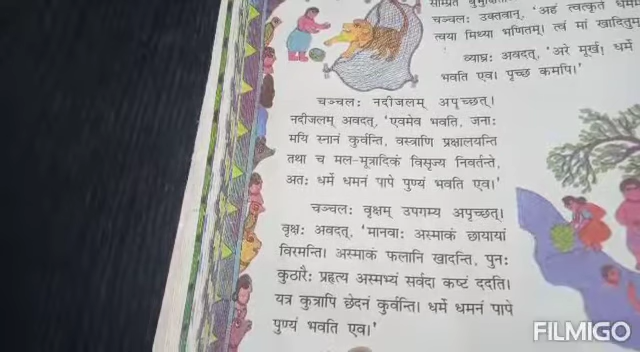 चञ्चलः उक्तवान्, 'अहं त्वत्कृते धर्मम्
त्वया मिथ्या भणितम्। त्वं मां खादितुम्
व्याघ्रः अवदत्, 'अरे मूर्ख! धर्मे
भवति एव। पृच्छ कमपि।'
चञ्चलः नदीजलम् अपृच्छत्।
नदीजलम् अवदत्, 'एवमेव भवति, जनाः
मयि स्नानं कुर्वन्ति, वस्त्राणि प्रक्षालयन्ति
तथा च मल-मूत्रादिकं विसृज्य निवर्तन्ते,
अतः धर्मे धमनं पापे पुण्यं भवति एव।'
चञ्चलः वृक्षम् उपगम्य अपृच्छत्।
वृक्षः अवदत्, 'मानवाः अस्माकं छायायां
विरमन्ति। अस्माकं फलानि खादन्ति, पुनः
कुठारैः प्रहृत्य अस्मभ्यं सर्वदा कष्टं ददति।
यत्र कुत्रापि छेदनं कुर्वन्ति। धर्मे धमनं पापे
पुण्यं भवति एव।'
FILMIGO